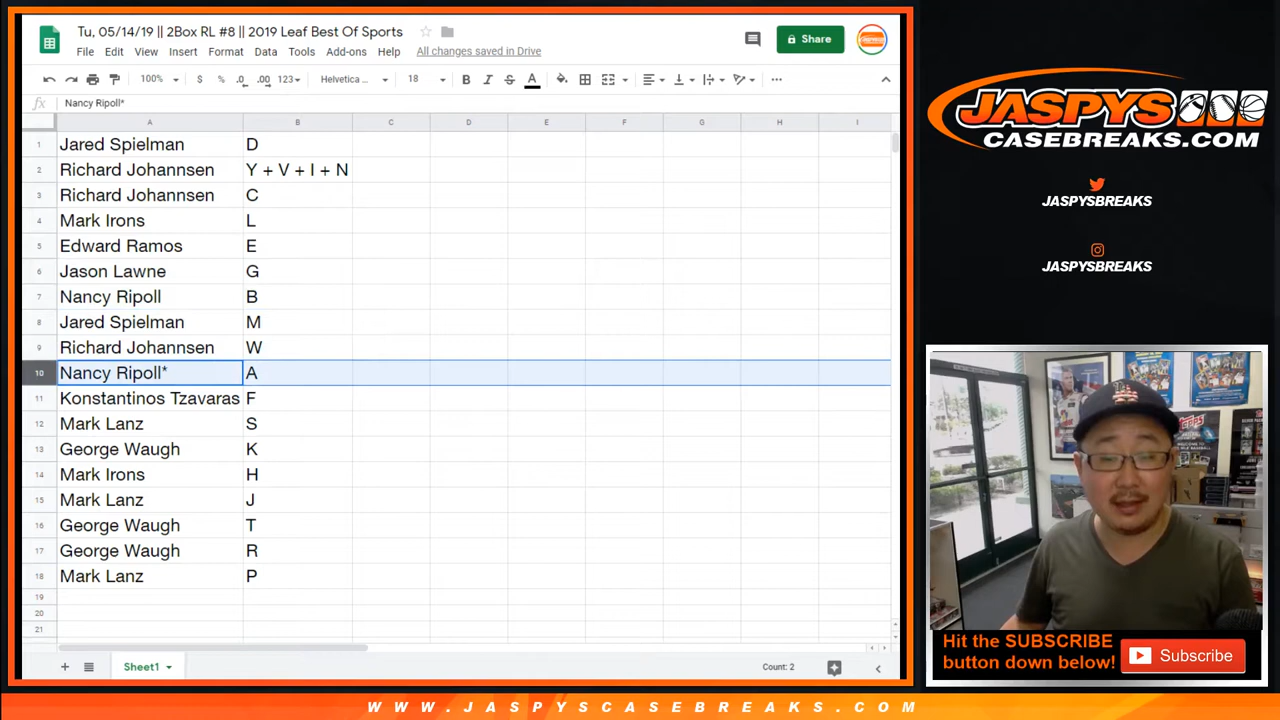 Tu, 05/14/19 || 2Box RL #8 || 2019 Leaf Best Of Sports
File Edit View Insert Format Data Tools Add-ons Help All changes saved in Drive
Share
100% $ % .0 .00 123 Helvetica ... 18 B I S A
fx Nancy Ripoll*
A B C D E F G H I
1 Jared Spielman D
2 Richard Johannsen Y + V + I + N
3 Richard Johannsen C
4 Mark Irons L
5 Edward Ramos E
6 Jason Lawne G
7 Nancy Ripoll B
8 Jared Spielman M
9 Richard Johannsen W
10 Nancy Ripoll* A
11 Konstantinos Tzavaras F
12 Mark Lanz S
13 George Waugh K
14 Mark Irons H
15 Mark Lanz J
16 George Waugh T
17 George Waugh R
18 Mark Lanz P
19
20
21
Sheet1
Count: 2
JASPYS
CASEBREAKS.COM
JASPYSBREAKS
JASPYSBREAKS
Hit the SUBSCRIBE
button down below!
Subscribe
WWW.JASPYSCASEBREAKS.COM